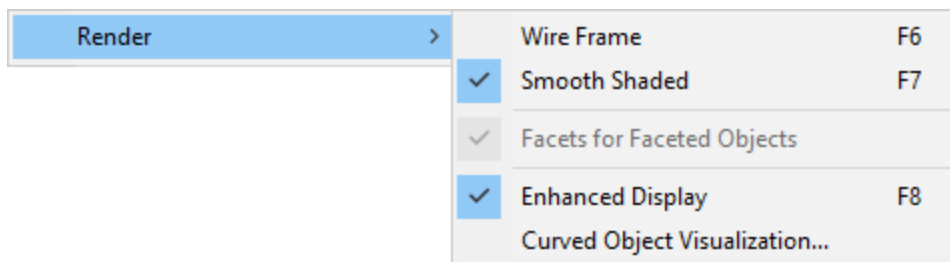 Render
Wire Frame F6
Smooth Shaded F7
Facets for Faceted Objects
Enhanced Display F8
Curved Object Visualization...